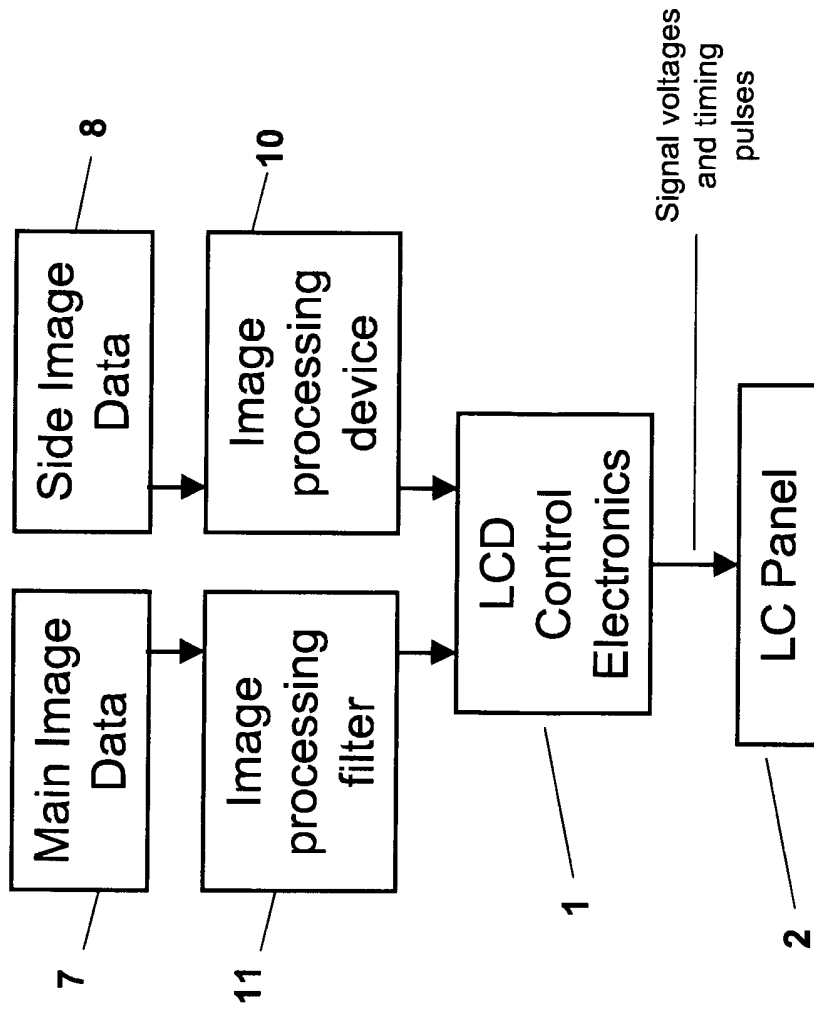 7
Main Image
Data
Side Image
Data
8
11
Image
processing
filter
Image
processing
device
10
1
LCD
Control
Electronics
Signal voltages
and timing
pulses
2
LC Panel